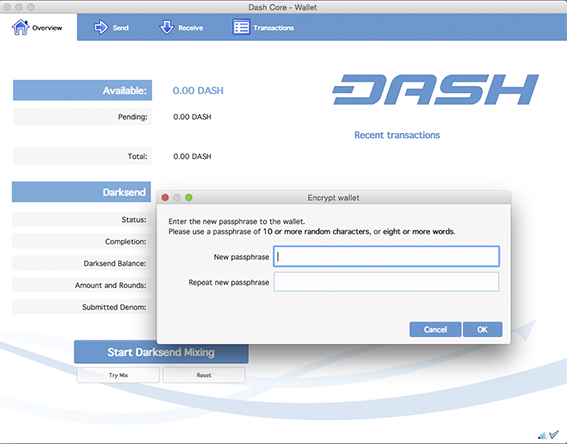 Dash Core - Wallet
Overview
Send
Receive
Transactions
Available:
0.00 DASH
Pending:
0.00 DASH
Total:
0.00 DASH
DASH
Recent transactions
Darksend
Status:
Completion:
Darksend Balance:
Amount and Rounds:
Submitted Denom:
Encrypt wallet
Enter the new passphrase to the wallet.
Please use a passphrase of 10 or more random characters, or eight or more words.
New passphrase
Repeat new passphrase
Cancel
OK
Start Darksend Mixing
Try Mix
Reset